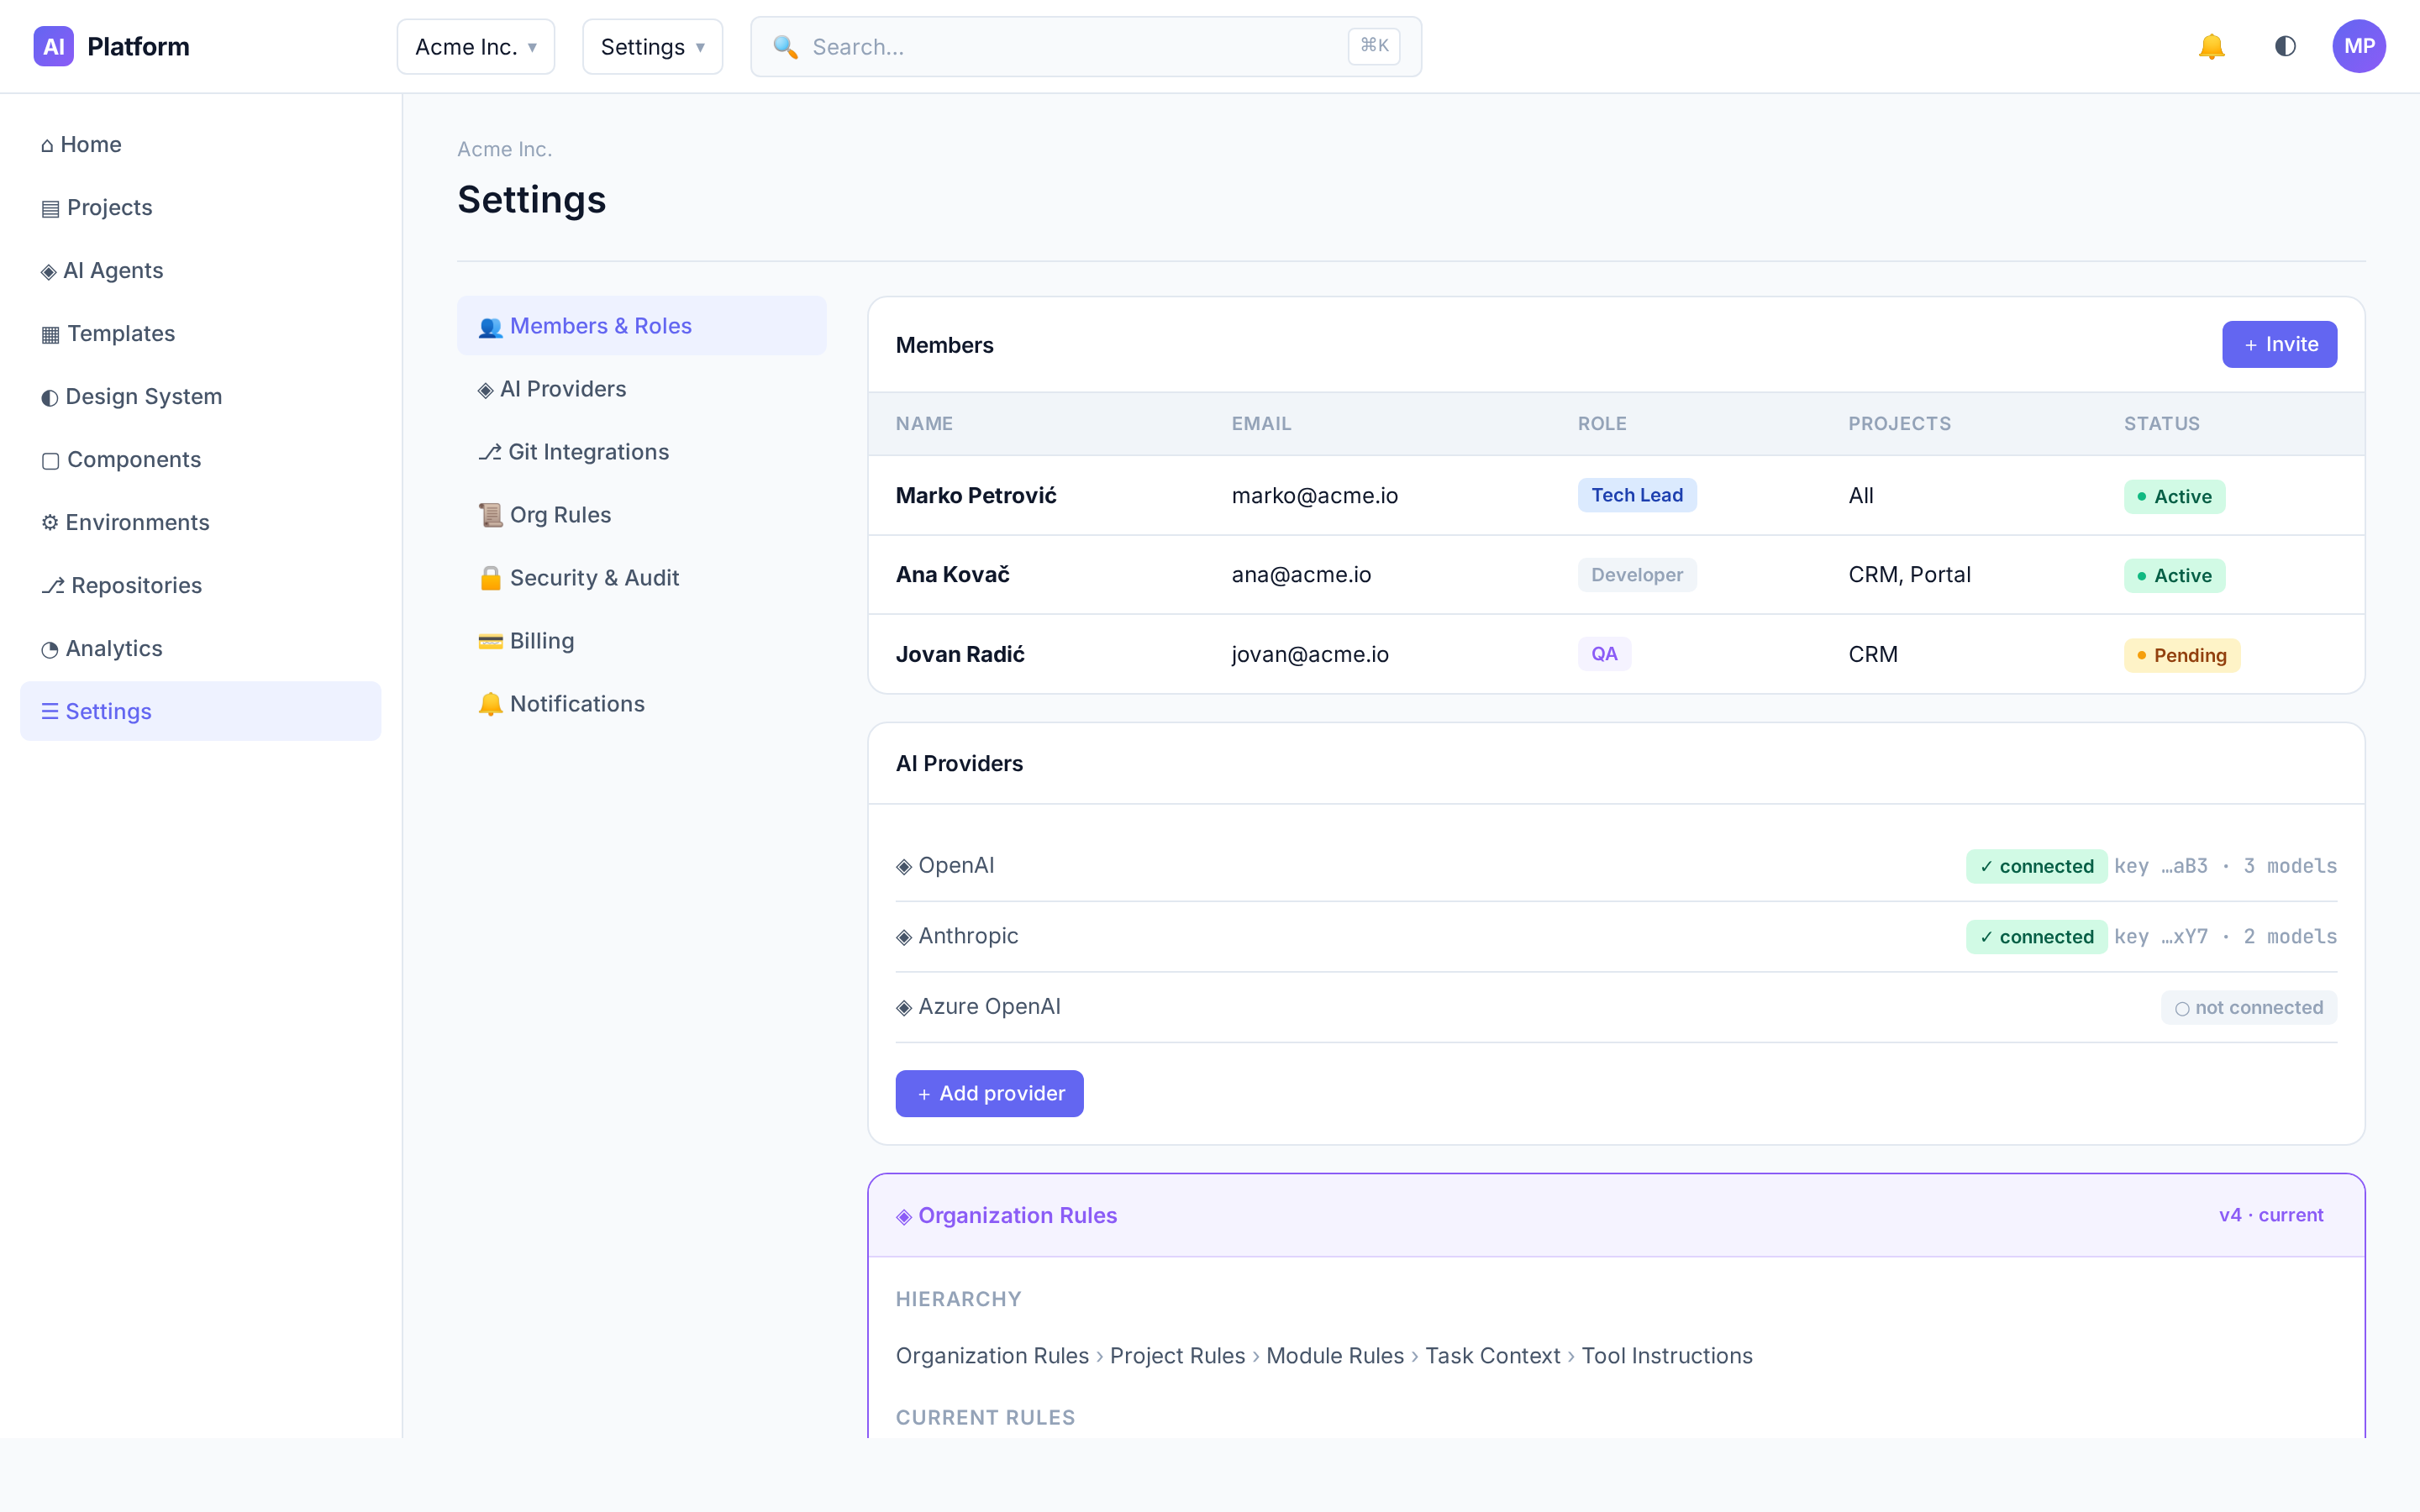 AI Platform
Acme Inc. ▾
Settings ▾
🔍 Search... ⌘K
🔔 ◐ MP
⌂ Home
▤ Projects
◈ AI Agents
▦ Templates
◐ Design System
▢ Components
⚙ Environments
⎇ Repositories
◔ Analytics
☰ Settings
Acme Inc.
Settings
👥 Members & Roles
◈ AI Providers
⎇ Git Integrations
📜 Org Rules
🔒 Security & Audit
💳 Billing
🔔 Notifications
Members
+ Invite
NAME EMAIL ROLE PROJECTS STATUS
Marko Petrović marko@acme.io Tech Lead All Active
Ana Kovač ana@acme.io Developer CRM, Portal Active
Jovan Radić jovan@acme.io QA CRM Pending
AI Providers
◈ OpenAI ✓ connected key …aB3 · 3 models
◈ Anthropic ✓ connected key …xY7 · 2 models
◈ Azure OpenAI ○ not connected
+ Add provider
◈ Organization Rules v4 · current
HIERARCHY
Organization Rules › Project Rules › Module Rules › Task Context › Tool Instructions
CURRENT RULES